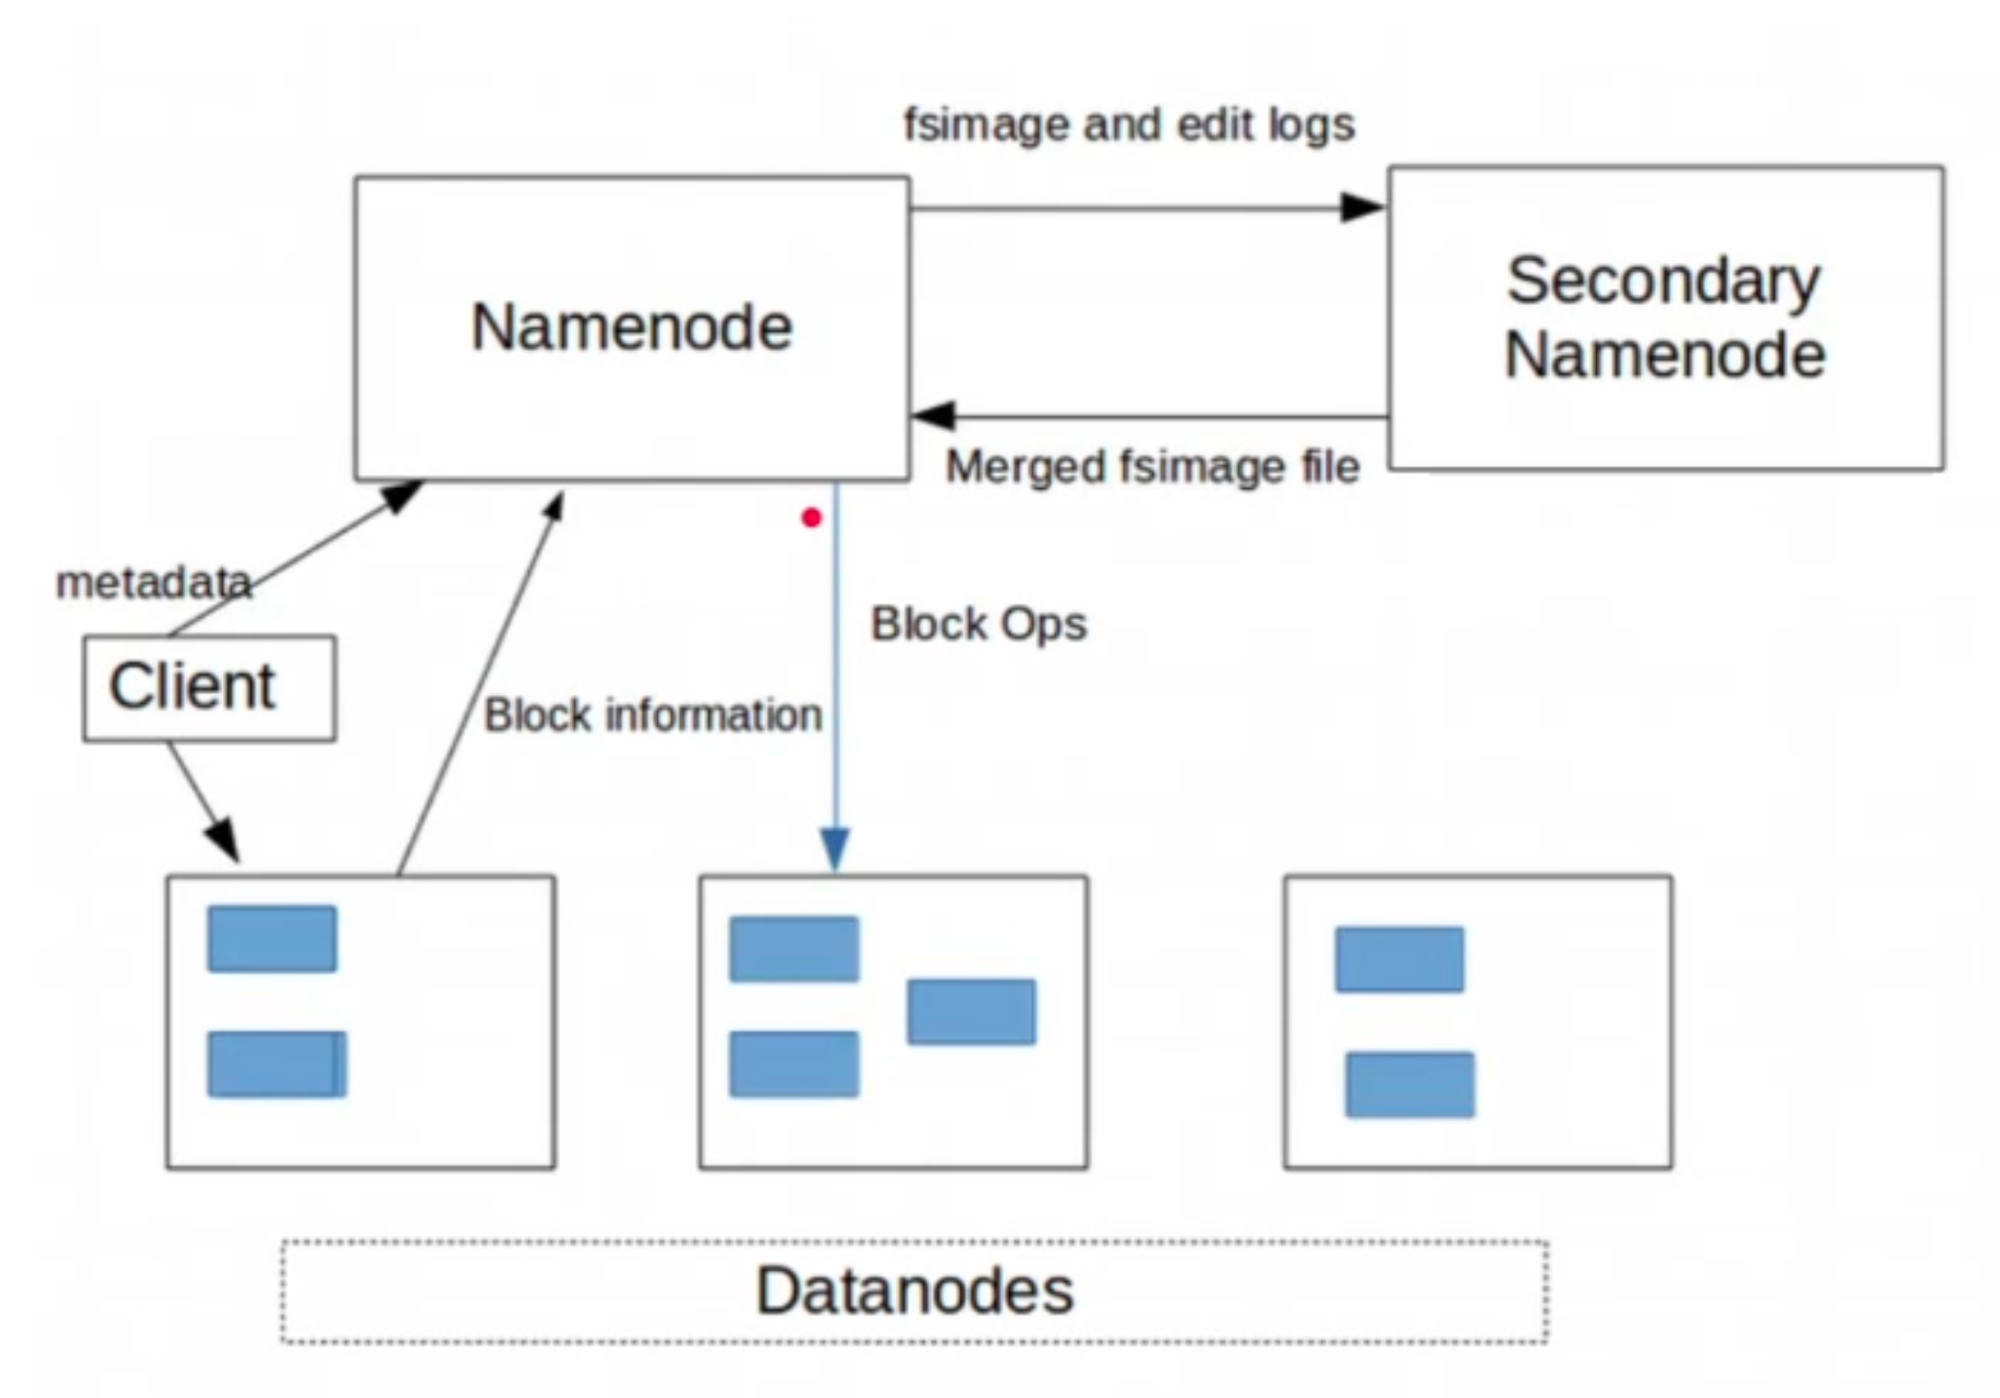 fsimage and edit logs
Namenode
Secondary
Namenode
Merged fsimage file
metadata
Client
Block Ops
Block information
Datanodes